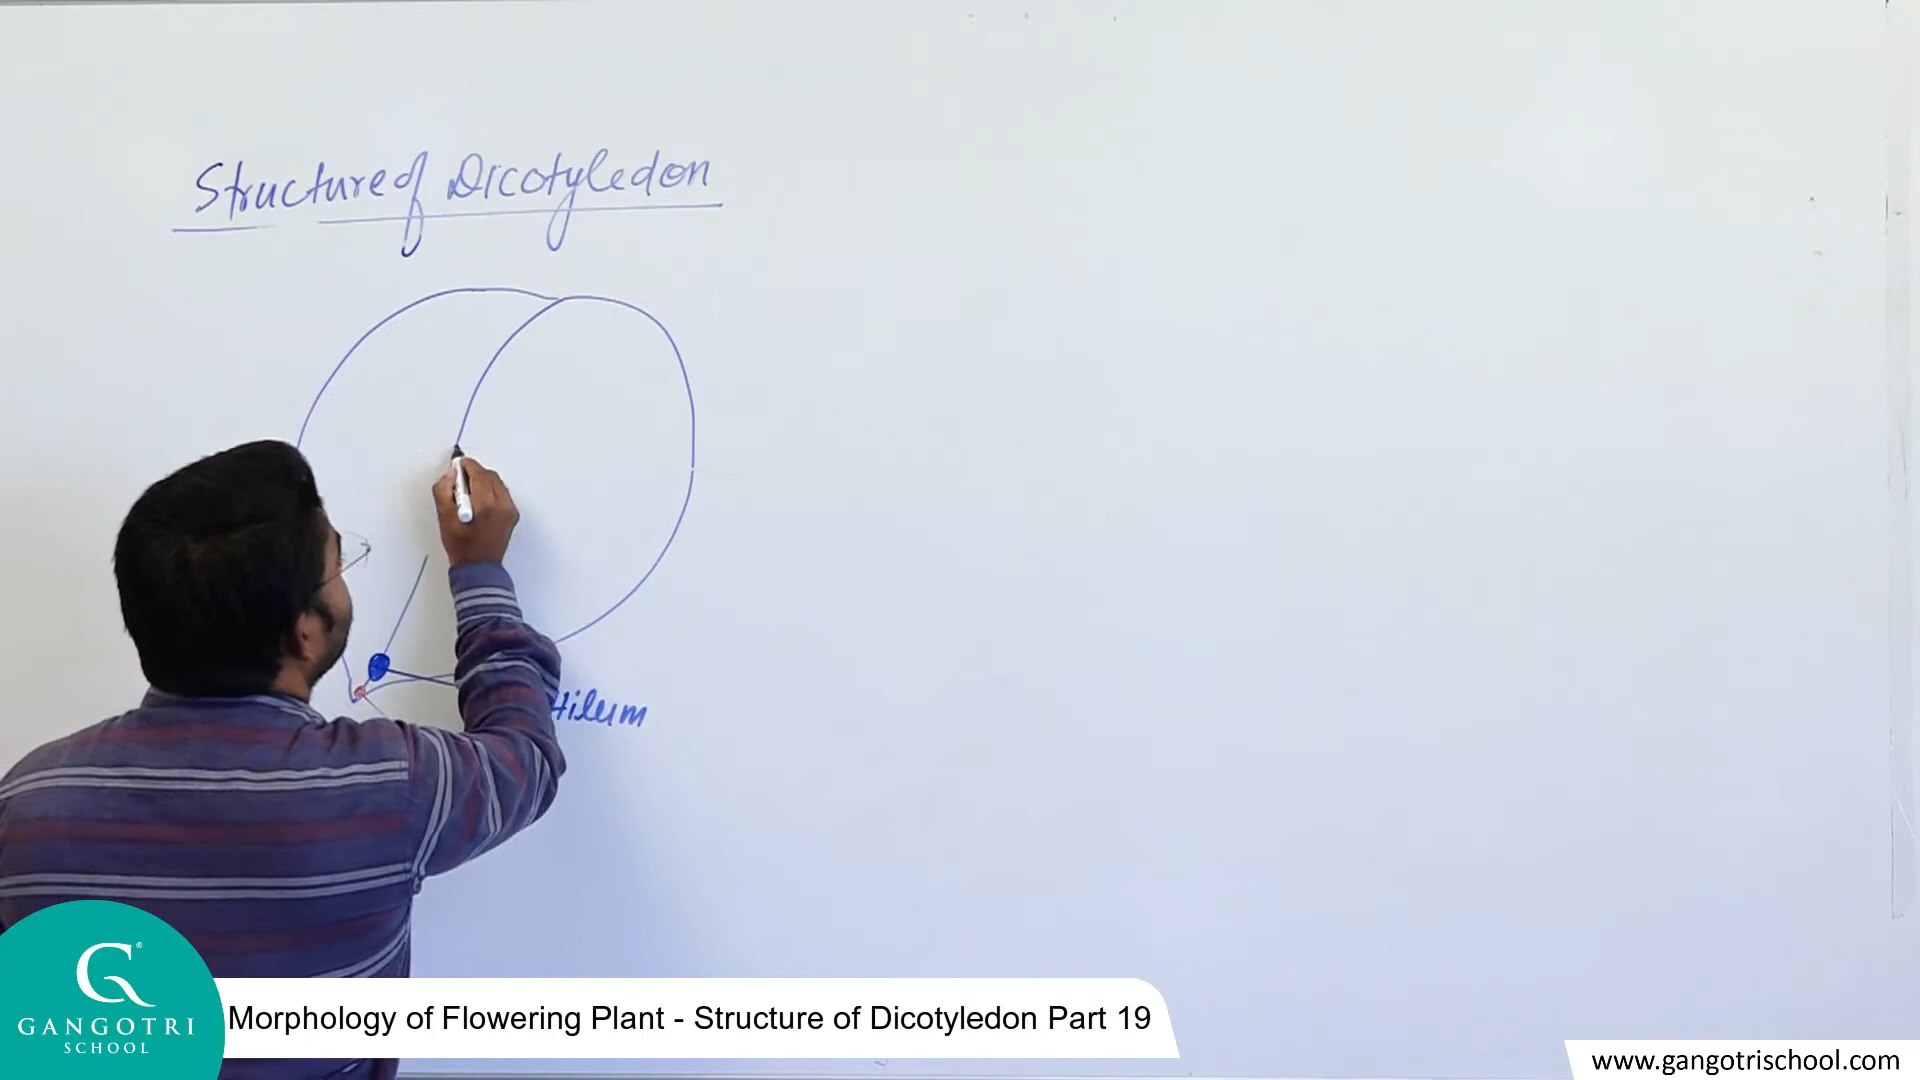 Structure of Dicotyledon
Hilum
G®
GANGOTRI
SCHOOL
Morphology of Flowering Plant - Structure of Dicotyledon Part 19
www.gangotrischool.com